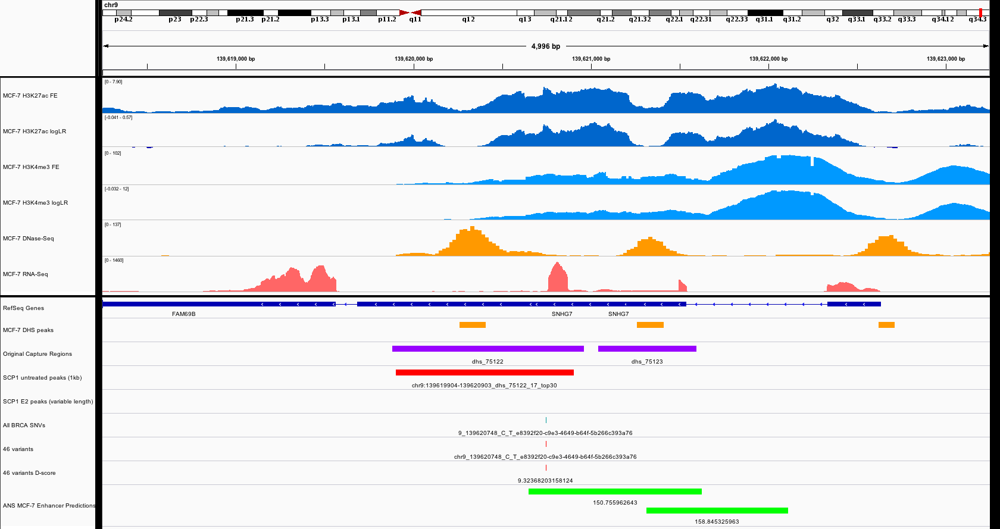 chr9
p24.2 p23 p22.3 p21.3 p21.2 p13.3 p13.1 p11.2 q11 q12 q13 q21.12 q21.2 q21.32 q22.1 q22.31 q22.33 q31.1 q31.2 q32 q33.1 q33.2 q33.3 q34.12 q34.3
4,996 bp
139,619,000 bp 139,620,000 bp 139,621,000 bp 139,622,000 bp 139,623,000 bp
[0 - 7.90]
MCF-7 H3K27ac FE
[-0.041 - 0.57]
MCF-7 H3K27ac logLR
[0 - 102]
MCF-7 H3K4me3 FE
[-0.032 - 12]
MCF-7 H3K4me3 logLR
[0 - 137]
MCF-7 DNase-Seq
[0 - 1460]
MCF-7 RNA-Seq
RefSeq Genes
FAM69B SNHG7 SNHG7
MCF-7 DHS peaks
Original Capture Regions
dhs_75122 dhs_75123
SCP1 untreated peaks (1kb)
chr9:139619904-139620903_dhs_75122_17_top30
SCP1 E2 peaks (variable length)
All BRCA SNVs
9_139620748_C_T_e8392f20-c9e3-4649-b64f-5b266c393a76
46 variants
chr9_139620748_C_T_e8392f20-c9e3-4649-b64f-5b266c393a76
46 variants D-score
9.32368203158124
ANS MCF-7 Enhancer Predictions
150.755962643
158.845325963